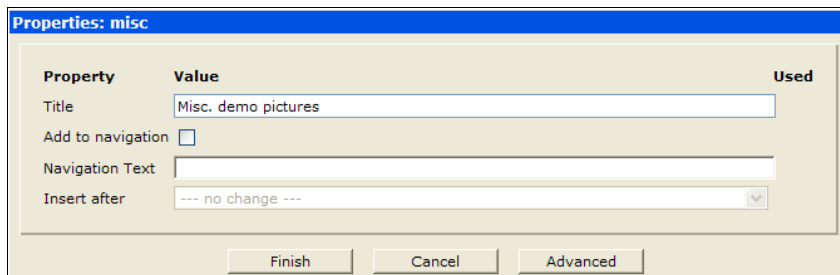 Properties: misc
Property Value Used
Title Misc. demo pictures
Add to navigation
Navigation Text
Insert after --- no change ---
Finish Cancel Advanced